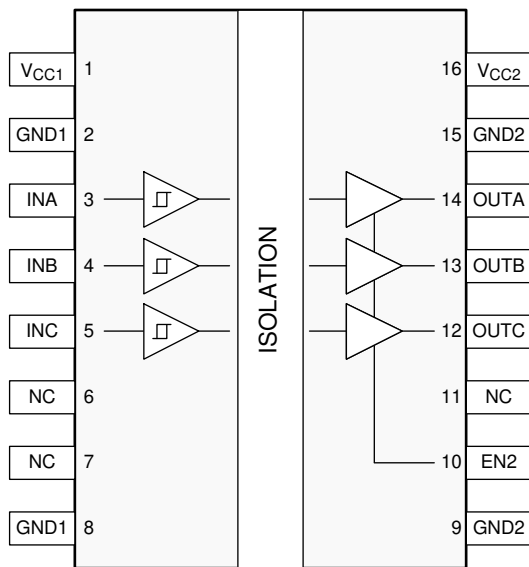 VCC1 1 16 VCC2
GND1 2 15 GND2
INA 3 14 OUTA
INB 4 13 OUTB
INC 5 12 OUTC
NC 6 11 NC
NC 7 10 EN2
GND1 8 9 GND2
ISOLATION